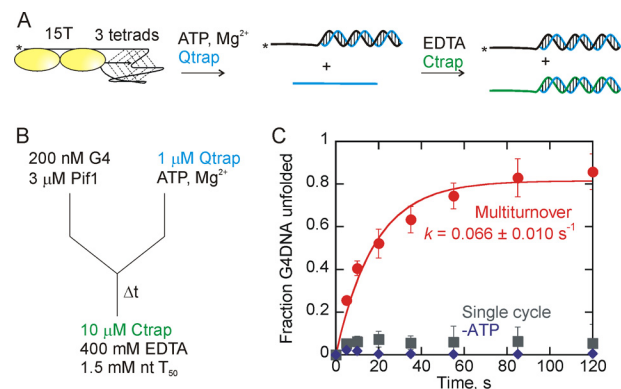 A
15T 3 tetrads
*
ATP, Mg2+
Qtrap
*
+
EDTA
Ctrap
*
+
B
200 nM G4
3 μM Pif1
1 μM Qtrap
ATP, Mg2+
Δt
10 μM Ctrap
400 mM EDTA
1.5 mM nt T50
C
Fraction G4DNA unfolded
1
0.8
0.6
0.4
0.2
0
Multiturnover
k = 0.066 ± 0.010 s-1
Single cycle
-ATP
0 20 40 60 80 100 120
Time, s